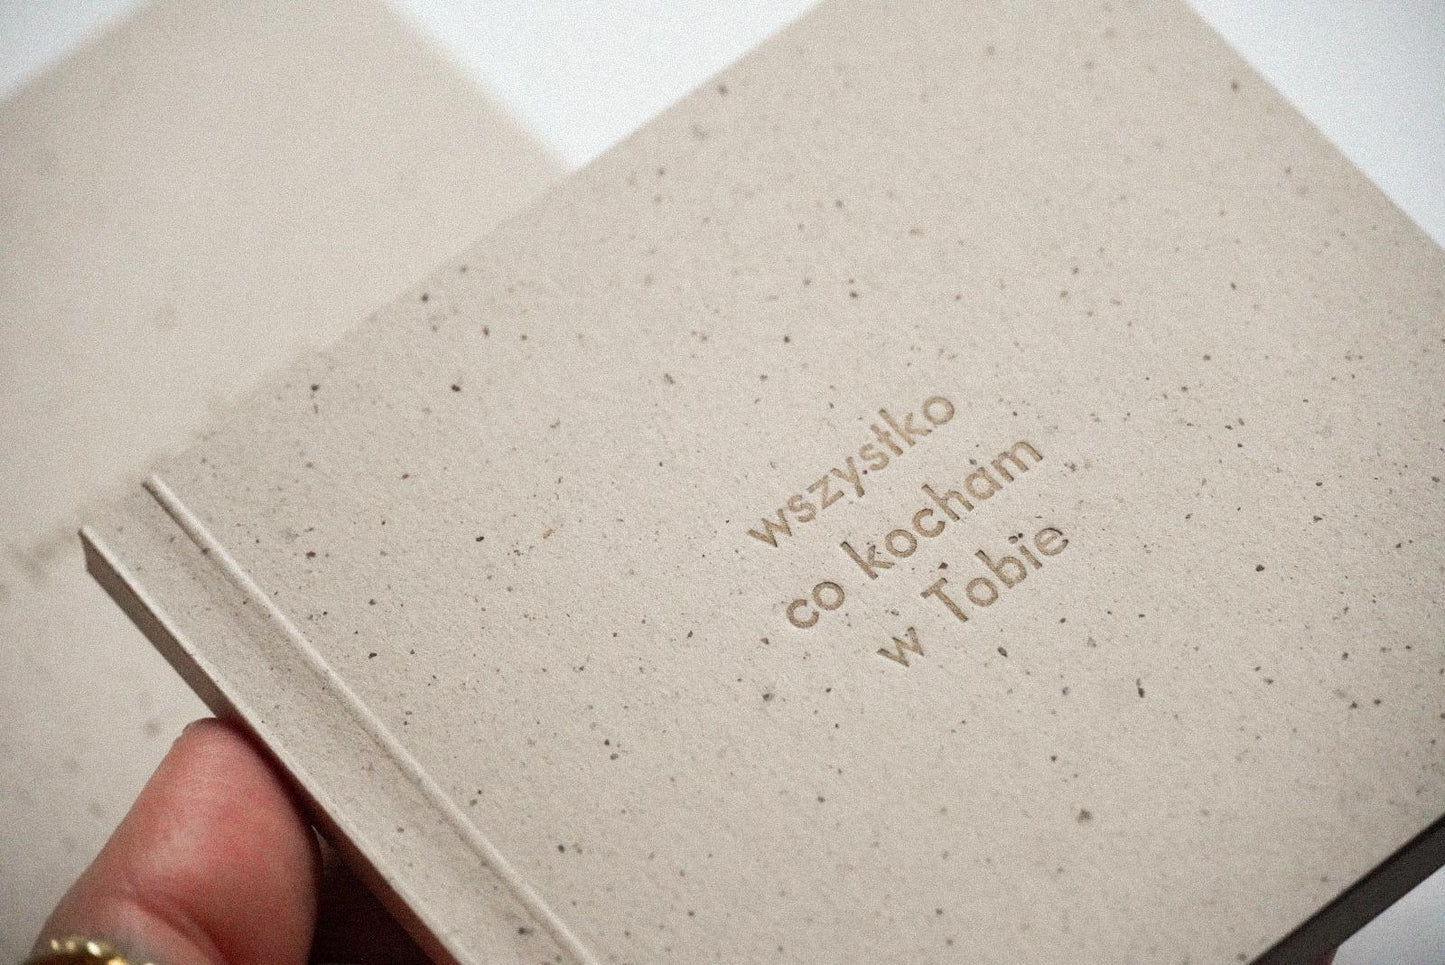 wszystko
co kocham
w Tobie